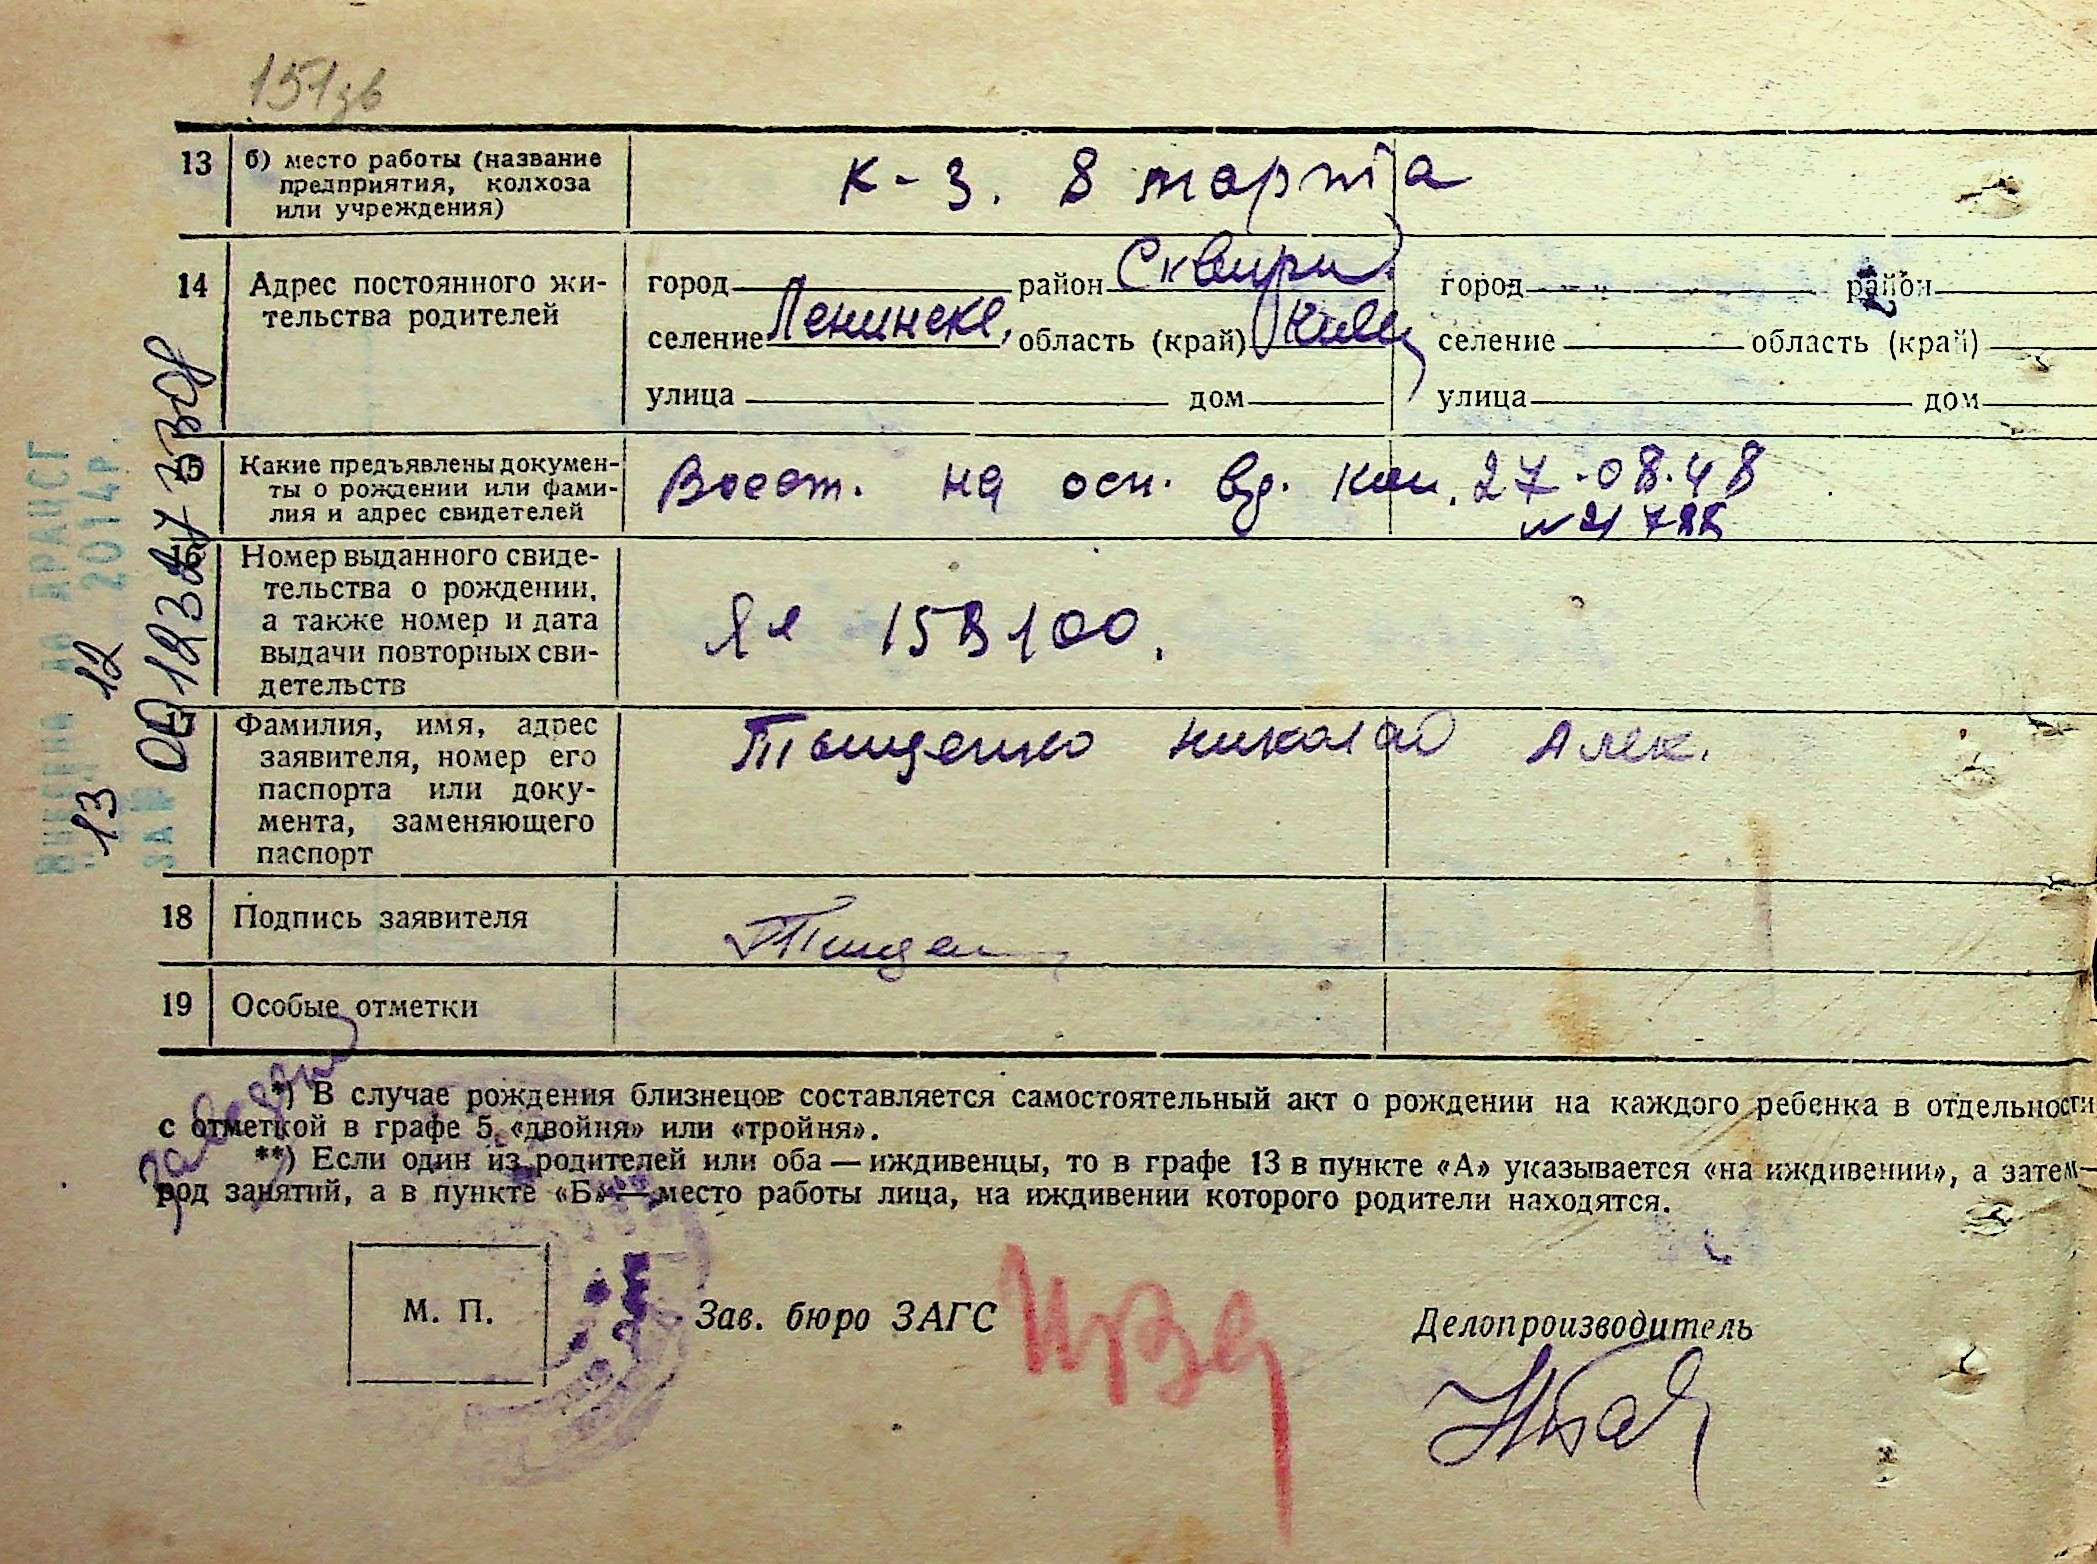 151зв
13 б) место работы (название
предприятия, колхоза
или учреждения)
к-з. 8 марта
14 Адрес постоянного жи-
тельства родителей
город район Сквирс. город район
селение Ленинске, область (край) Киев селение область (край)
улица дом улица дом
15 Какие предъявлены докумен-
ты о рождении или фами-
лия и адрес свидетелей
Восст. на осн. 27.08.48
16 Номер выданного свиде-
тельства о рождении,
а также номер и дата
выдачи повторных сви-
детельств
17 Фамилия, имя, адрес
заявителя, номер его
паспорта или доку-
мента, заменяющего
паспорт
Тищенко Николай Алек.
18 Подпись заявителя
Тищен
19 Особые отметки
*) В случае рождения близнецов составляется самостоятельный акт о рождении на каждого ребенка в отдельности
с отметкой в графе 5 «двойня» или «тройня».
**) Если один из родителей или оба — иждивенцы, то в графе 13 в пункте «А» указывается «на иждивении», а затем—
род занятий, а в пункте «Б» — место работы лица, на иждивении которого родители находятся.
М. П. Зав. бюро ЗАГС Делопроизводитель
2014р.
13 12